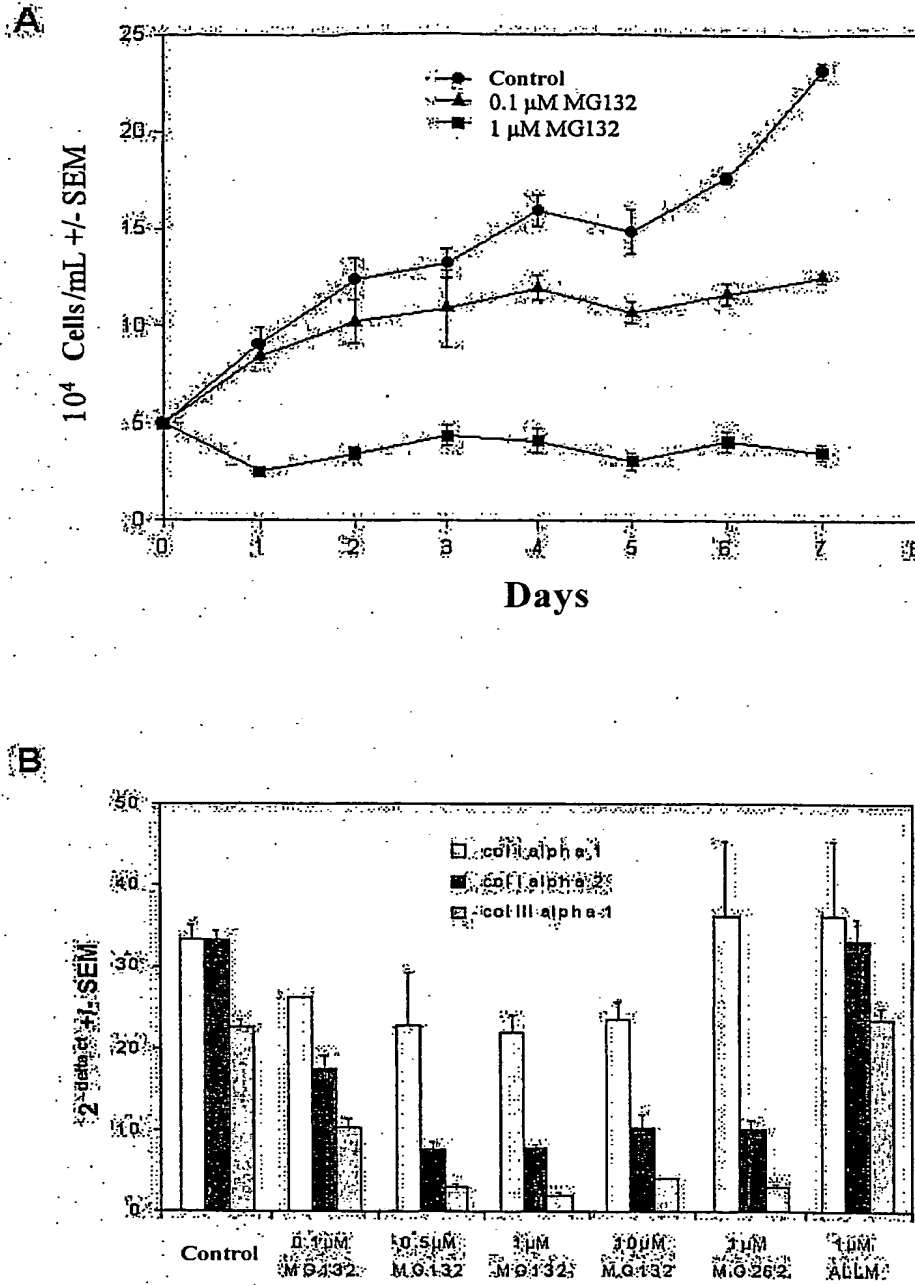 A
25
20
15
10
5
0
10⁴ Cells/mL +/- SEM
Control
0.1 µM MG132
1 µM MG132
0 1 2 3 4 5 6 7 8
Days
B
50
40
30
20
10
0
2^-delta ct +/- SEM
col I alpha 1
col I alpha 2
col III alpha-1
Control
0.1µM MG132
0.5µM MG132
1µM MG132
10µM MG132
1µM MG262
1µM ALLM